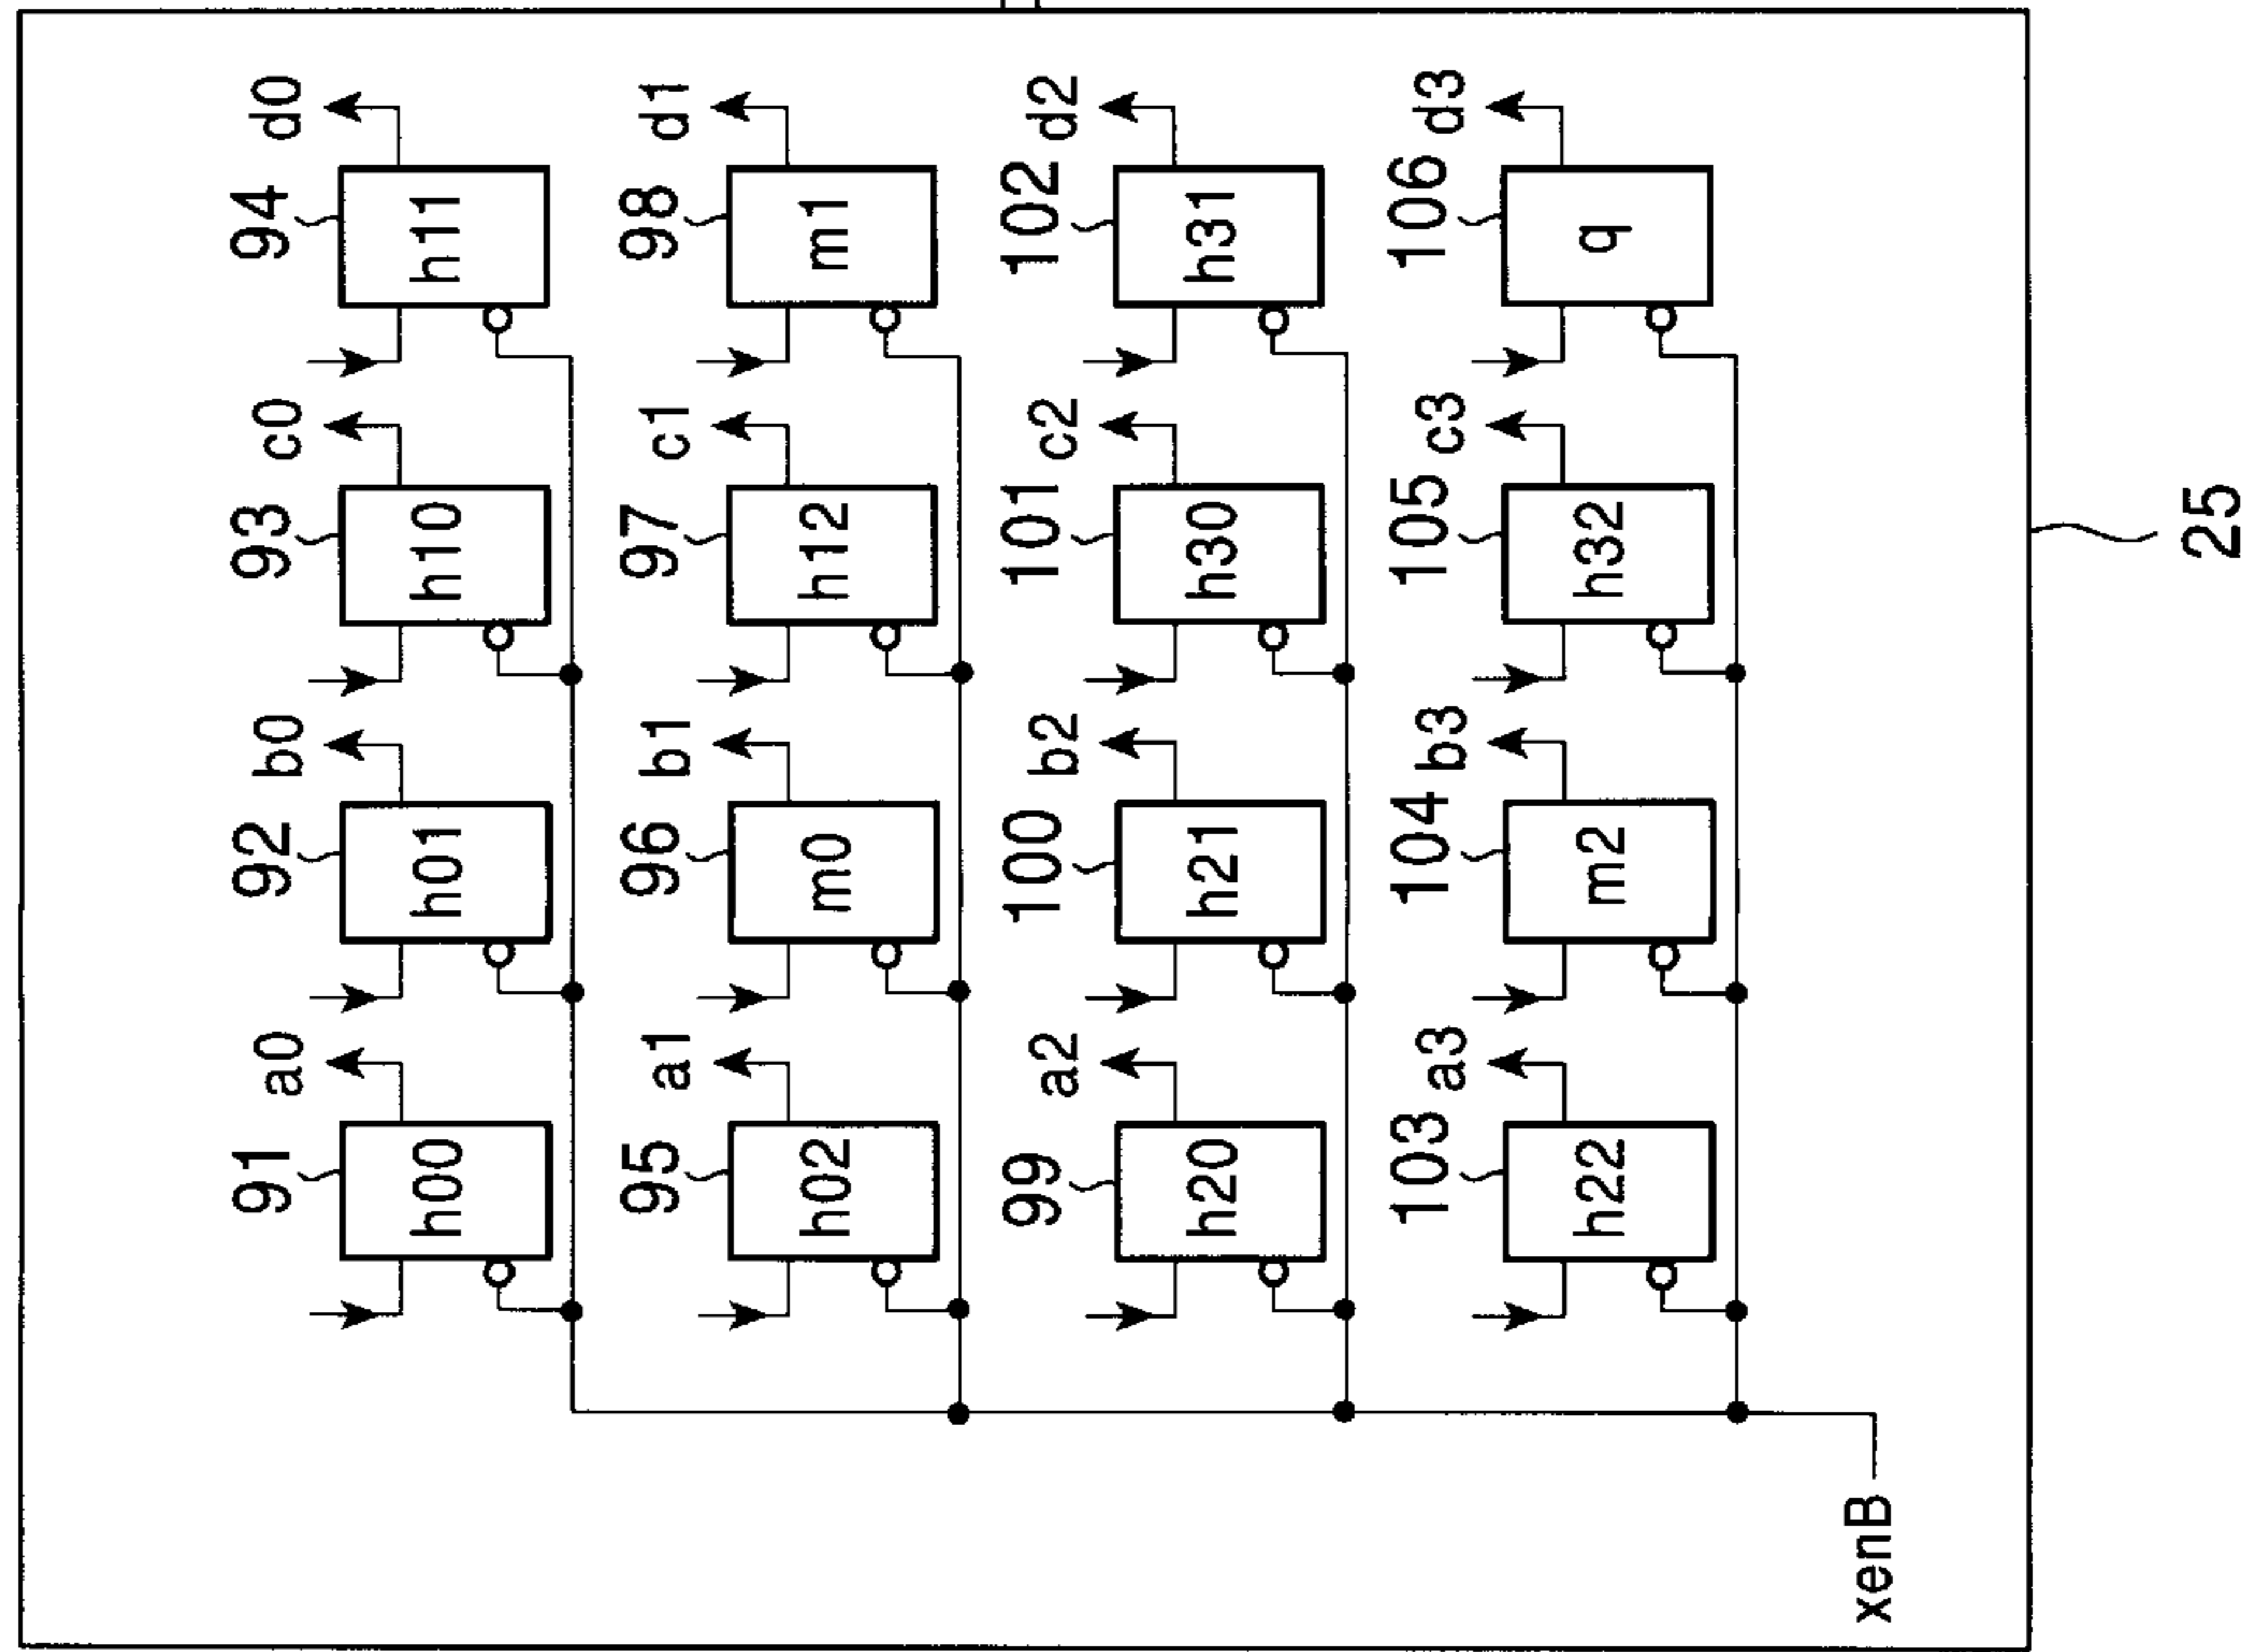 91 a0 92 b0 93 c0 94 d0
h00 h01 h10 h11
95 a1 96 b1 97 c1 98 d1
h02 m0 h12 m1
99 a2 100 b2 101 c2 102 d2
h20 h21 h30 h31
103 a3 104 b3 105 c3 106 d3
h22 m2 h32 q
xenB
25